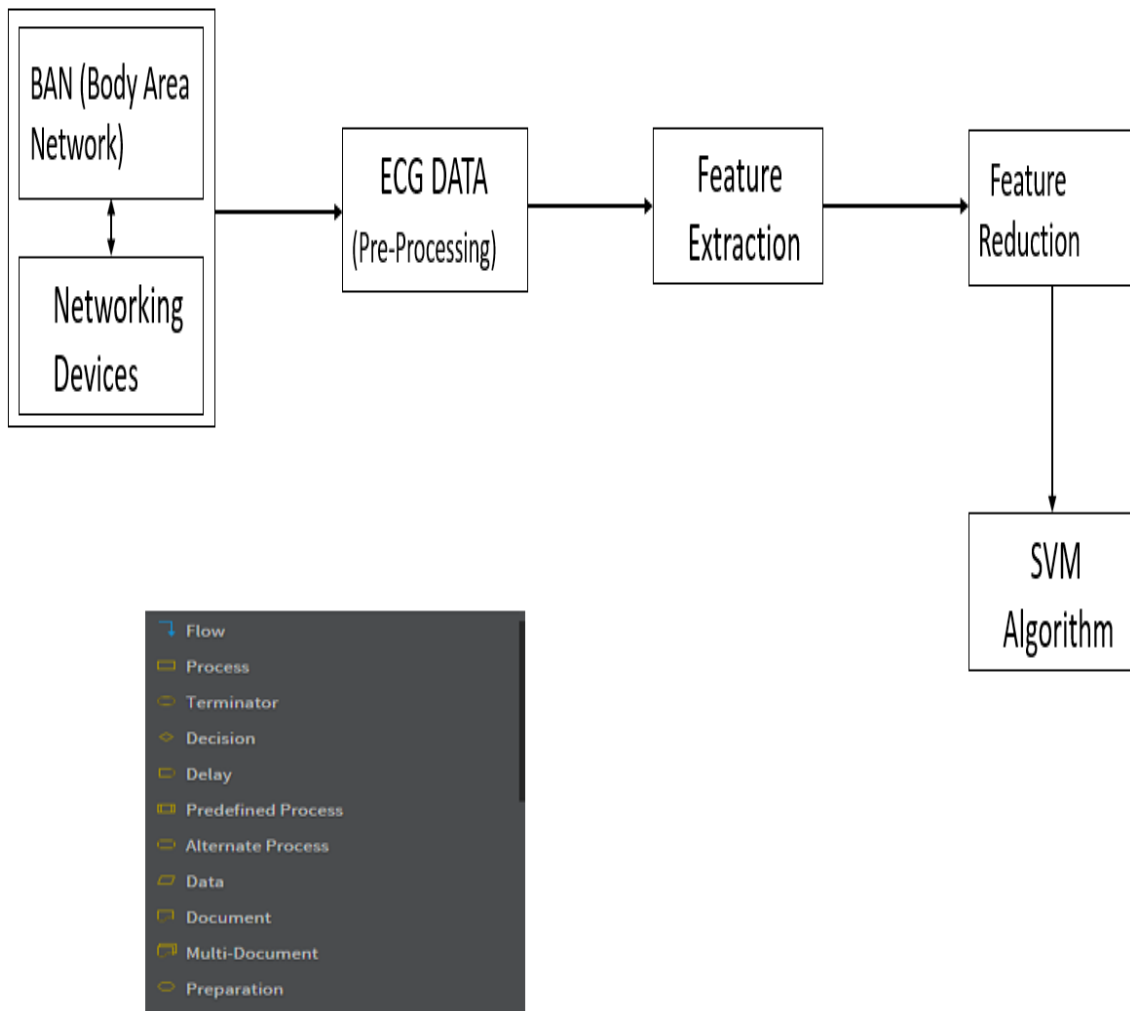 BAN (Body Area
Network)
Networking
Devices
ECG DATA
(Pre-Processing)
Feature
Extraction
Feature
Reduction
SVM
Algorithm
Flow
Process
Terminator
Decision
Delay
Predefined Process
Alternate Process
Data
Document
Multi-Document
Preparation